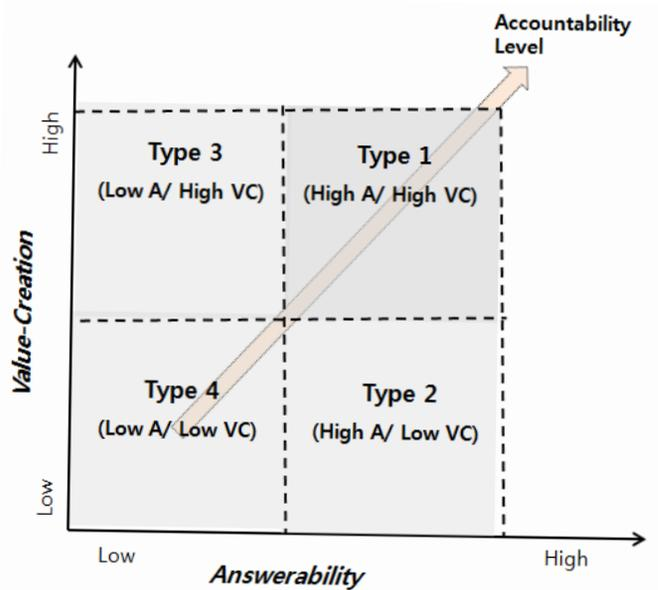 Accountability
Level
High
Type 3
(Low A/ High VC)
Type 1
(High A/ High VC)
Value-Creation
Type 4
(Low A/ Low VC)
Type 2
(High A/ Low VC)
Low
Low
High
Answerability